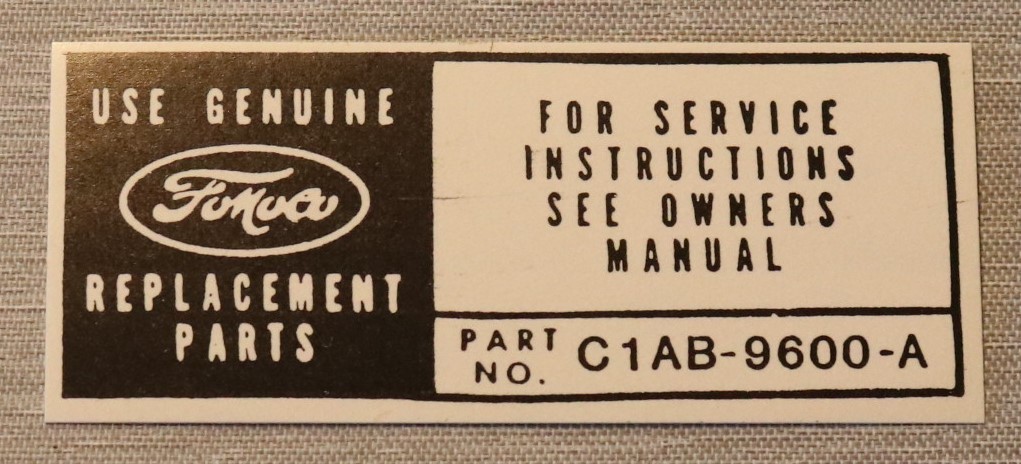 USE GENUINE
FoMoCo
REPLACEMENT
PARTS
FOR SERVICE
INSTRUCTIONS
SEE OWNERS
MANUAL
PART NO. C1AB-9600-A